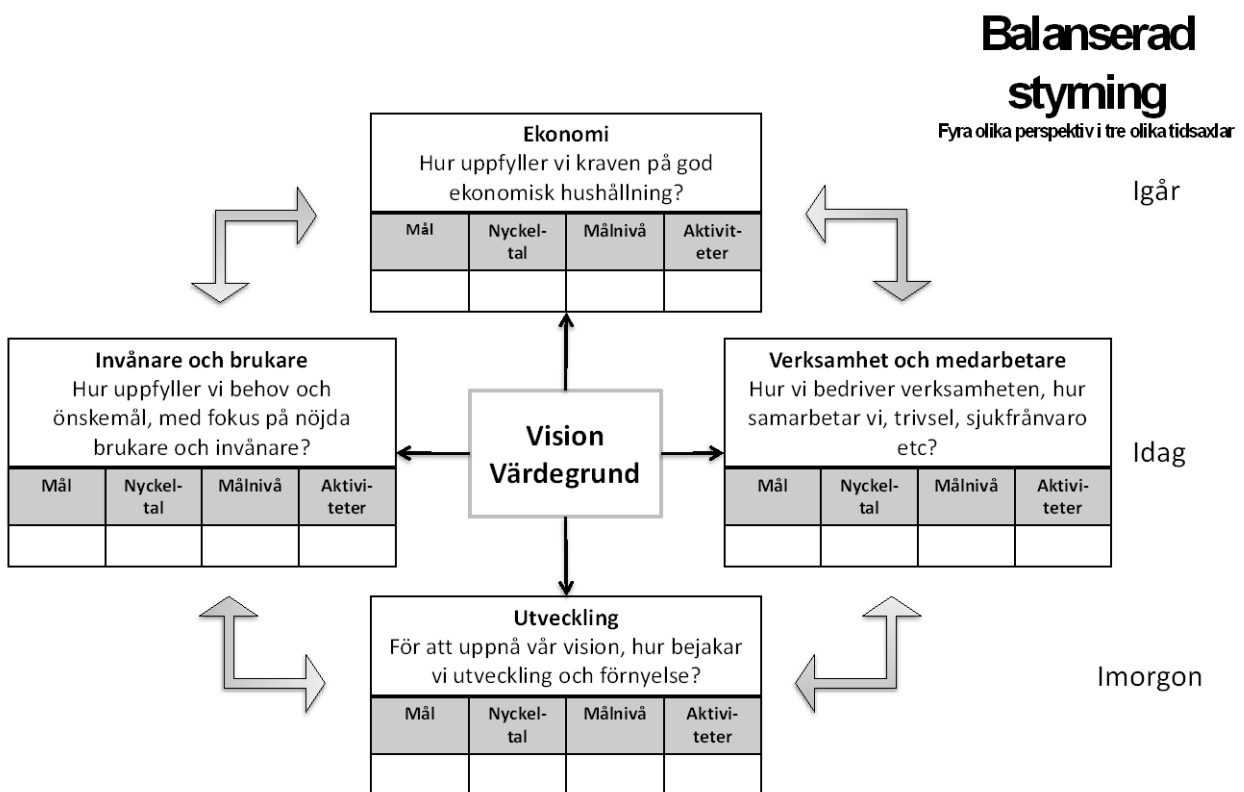 Balanserad
styrning
Fyra olika perspektiv i tre olika tidsaxlar
Ekonomi
Hur uppfyller vi kraven på god
ekonomisk hushållning?
Mål
Nyckel-
tal
Målnivå
Aktivit-
eter
Igår
Invånare och brukare
Hur uppfyller vi behov och
önskemål, med fokus på nöjda
brukare och invånare?
Mål
Nyckel-
tal
Målnivå
Aktivi-
teter
Vision
Värdegrund
Verksamhet och medarbetare
Hur vi bedriver verksamheten, hur
samarbetar vi, trivsel, sjukfrånvaro
etc?
Mål
Nyckel-
tal
Målnivå
Aktivi-
teter
Idag
Utveckling
För att uppnå vår vision, hur bejakar
vi utveckling och förnyelse?
Mål
Nyckel-
tal
Målnivå
Aktivi-
teter
Imorgon